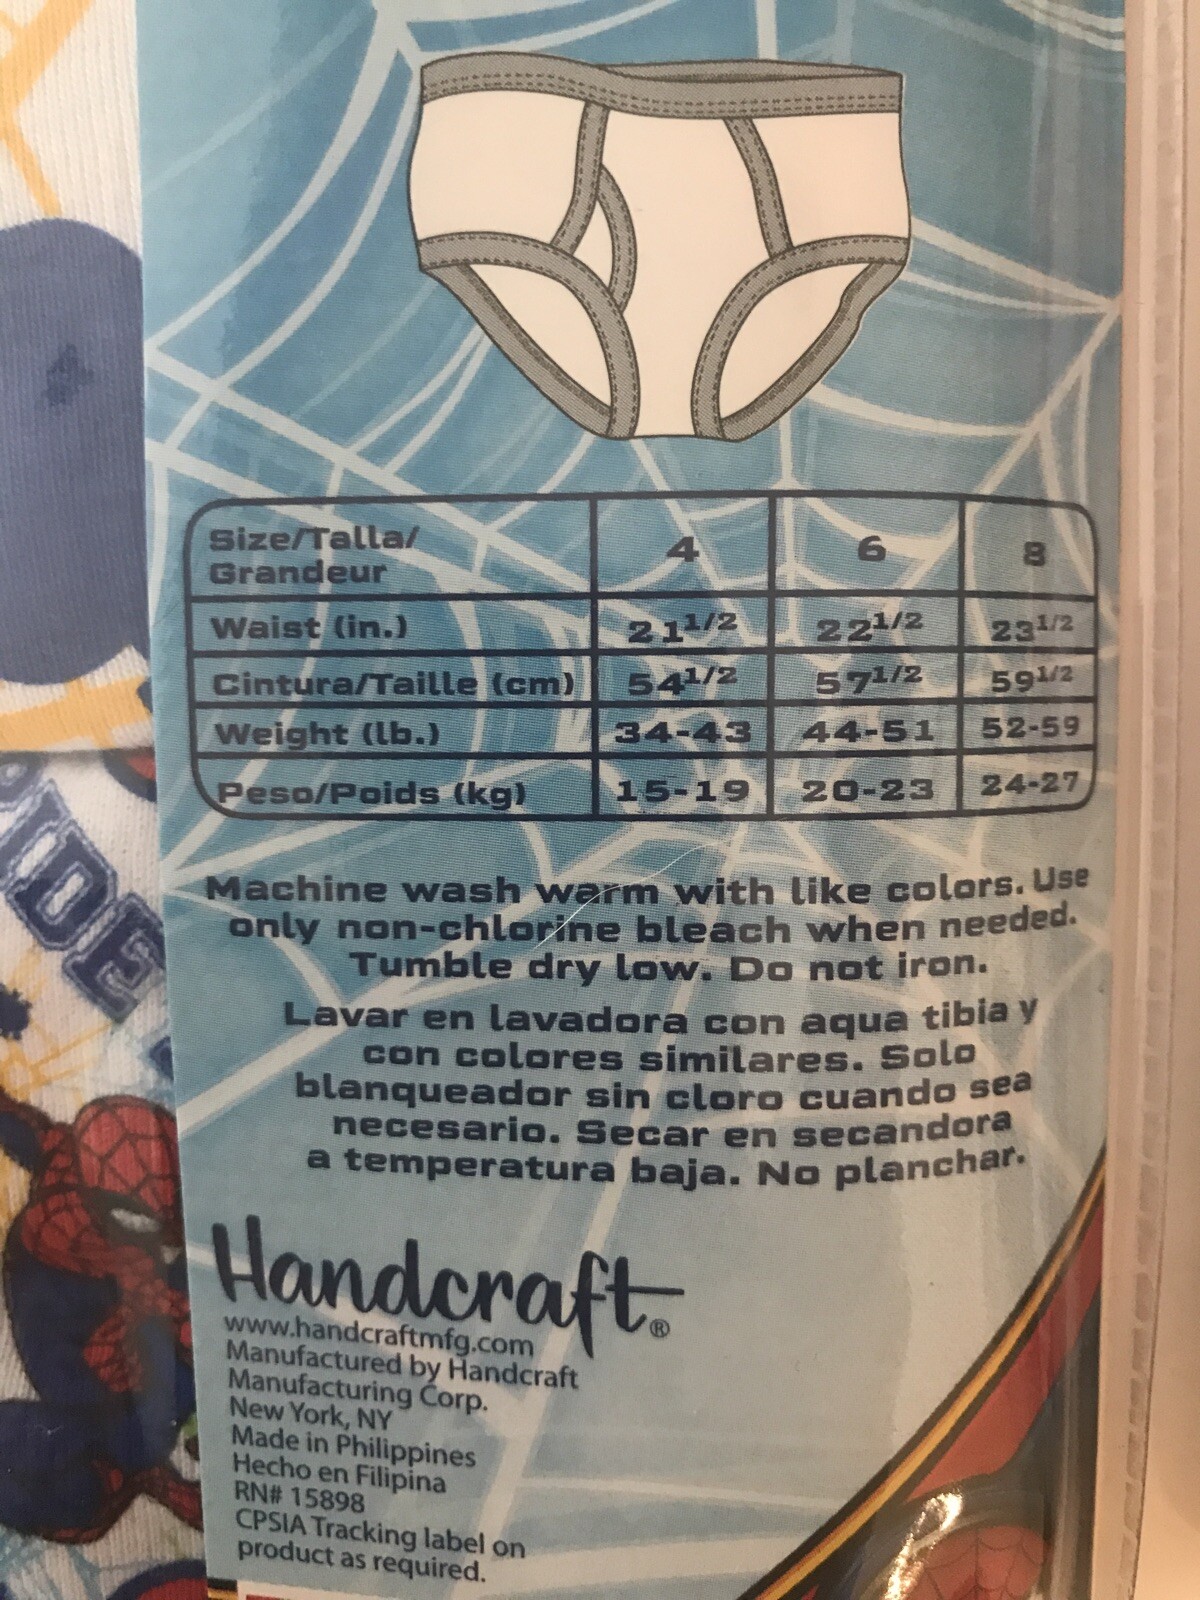 Size/Talla/
Grandeur 4 6 8
Waist (in.) 21 1/2 22 1/2 23 1/2
Cintura/Taille (cm) 54 1/2 57 1/2 59 1/2
Weight (lb.) 34-43 44-51 52-59
Peso/Poids (kg) 15-19 20-23 24-27
Machine wash warm with like colors. Use
only non-chlorine bleach when needed.
Tumble dry low. Do not iron.
Lavar en lavadora con aqua tibia y
con colores similares. Solo
blanqueador sin cloro cuando sea
necesario. Secar en secandora
a temperatura baja. No planchar.
Handcraft®
www.handcraftmfg.com
Manufactured by Handcraft
Manufacturing Corp.
New York, NY
Made in Philippines
Hecho en Filipina
RN# 15898
CPSIA Tracking label on
product as required.